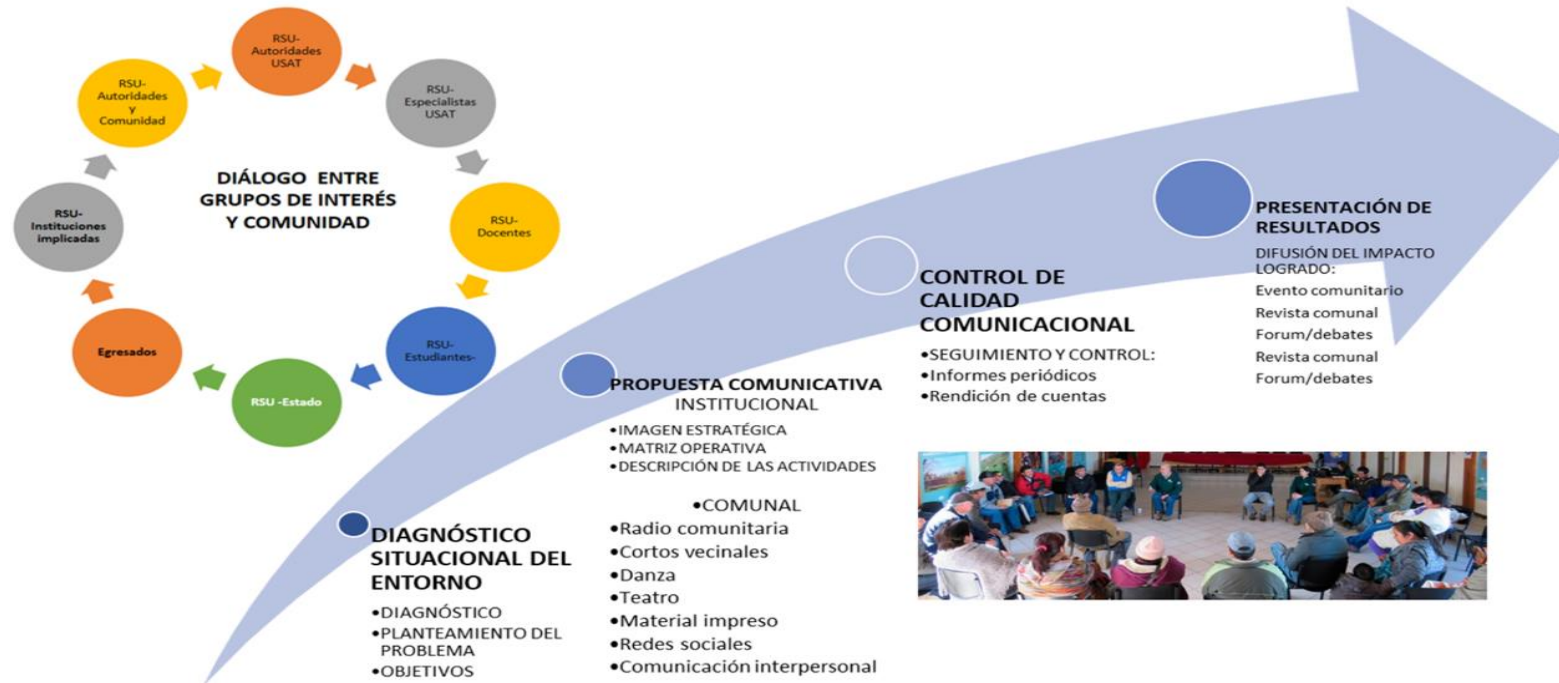 RSU-
Autoridades
USAT
RSU-
Especialistas
USAT
RSU-
Docentes
RSU-
Estudiantes-
RSU -Estado
Egresados
RSU-
Instituciones
implicadas
RSU-
Autoridades
y
Comunidad
DIÁLOGO ENTRE
GRUPOS DE INTERÉS
Y COMUNIDAD
DIAGNÓSTICO
SITUACIONAL DEL
ENTORNO
•DIAGNÓSTICO
•PLANTEAMIENTO DEL
PROBLEMA
•OBJETIVOS
PROPUESTA COMUNICATIVA
INSTITUCIONAL
•IMAGEN ESTRATÉGICA
•MATRIZ OPERATIVA
•DESCRIPCIÓN DE LAS ACTIVIDADES
•COMUNAL
•Radio comunitaria
•Cortos vecinales
•Danza
•Teatro
•Material impreso
•Redes sociales
•Comunicación interpersonal
CONTROL DE
CALIDAD
COMUNICACIONAL
•SEGUIMIENTO Y CONTROL:
•Informes periódicos
•Rendición de cuentas
PRESENTACIÓN DE
RESULTADOS
DIFUSIÓN DEL IMPACTO
LOGRADO:
Evento comunitario
Revista comunal
Forum/debates
Revista comunal
Forum/debates